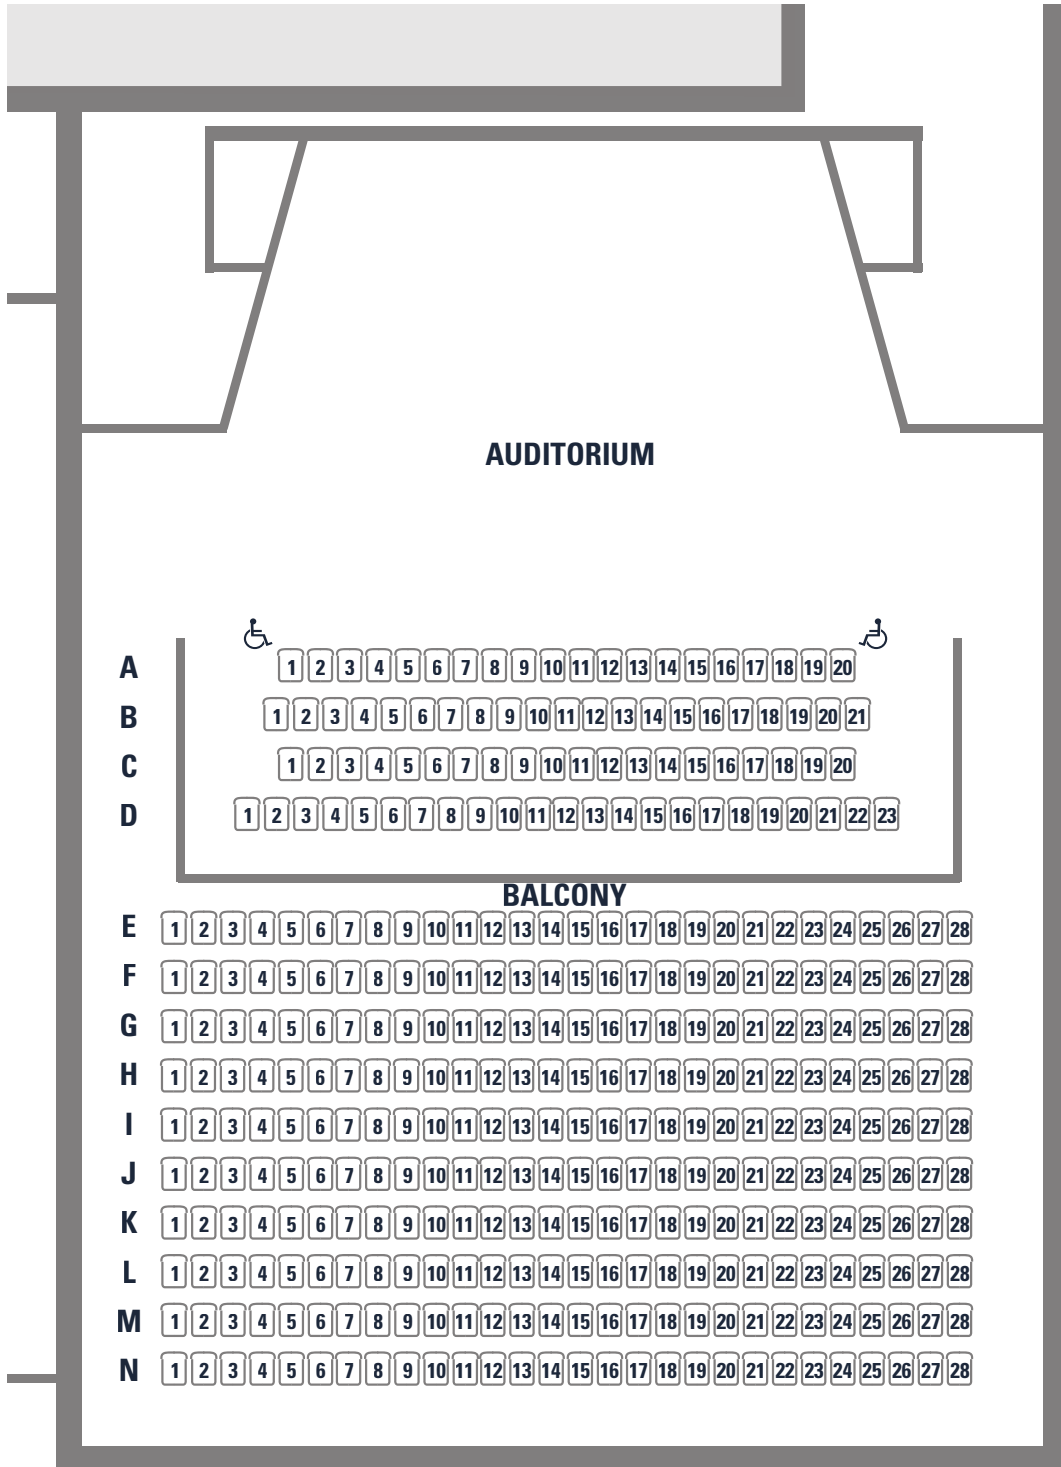 AUDITORIUM
A 1 2 3 4 5 6 7 8 9 10 11 12 13 14 15 16 17 18 19 20
B 1 2 3 4 5 6 7 8 9 10 11 12 13 14 15 16 17 18 19 20 21
C 1 2 3 4 5 6 7 8 9 10 11 12 13 14 15 16 17 18 19 20
D 1 2 3 4 5 6 7 8 9 10 11 12 13 14 15 16 17 18 19 20 21 22 23
BALCONY
E 1 2 3 4 5 6 7 8 9 10 11 12 13 14 15 16 17 18 19 20 21 22 23 24 25 26 27 28
F 1 2 3 4 5 6 7 8 9 10 11 12 13 14 15 16 17 18 19 20 21 22 23 24 25 26 27 28
G 1 2 3 4 5 6 7 8 9 10 11 12 13 14 15 16 17 18 19 20 21 22 23 24 25 26 27 28
H 1 2 3 4 5 6 7 8 9 10 11 12 13 14 15 16 17 18 19 20 21 22 23 24 25 26 27 28
I 1 2 3 4 5 6 7 8 9 10 11 12 13 14 15 16 17 18 19 20 21 22 23 24 25 26 27 28
J 1 2 3 4 5 6 7 8 9 10 11 12 13 14 15 16 17 18 19 20 21 22 23 24 25 26 27 28
K 1 2 3 4 5 6 7 8 9 10 11 12 13 14 15 16 17 18 19 20 21 22 23 24 25 26 27 28
L 1 2 3 4 5 6 7 8 9 10 11 12 13 14 15 16 17 18 19 20 21 22 23 24 25 26 27 28
M 1 2 3 4 5 6 7 8 9 10 11 12 13 14 15 16 17 18 19 20 21 22 23 24 25 26 27 28
N 1 2 3 4 5 6 7 8 9 10 11 12 13 14 15 16 17 18 19 20 21 22 23 24 25 26 27 28